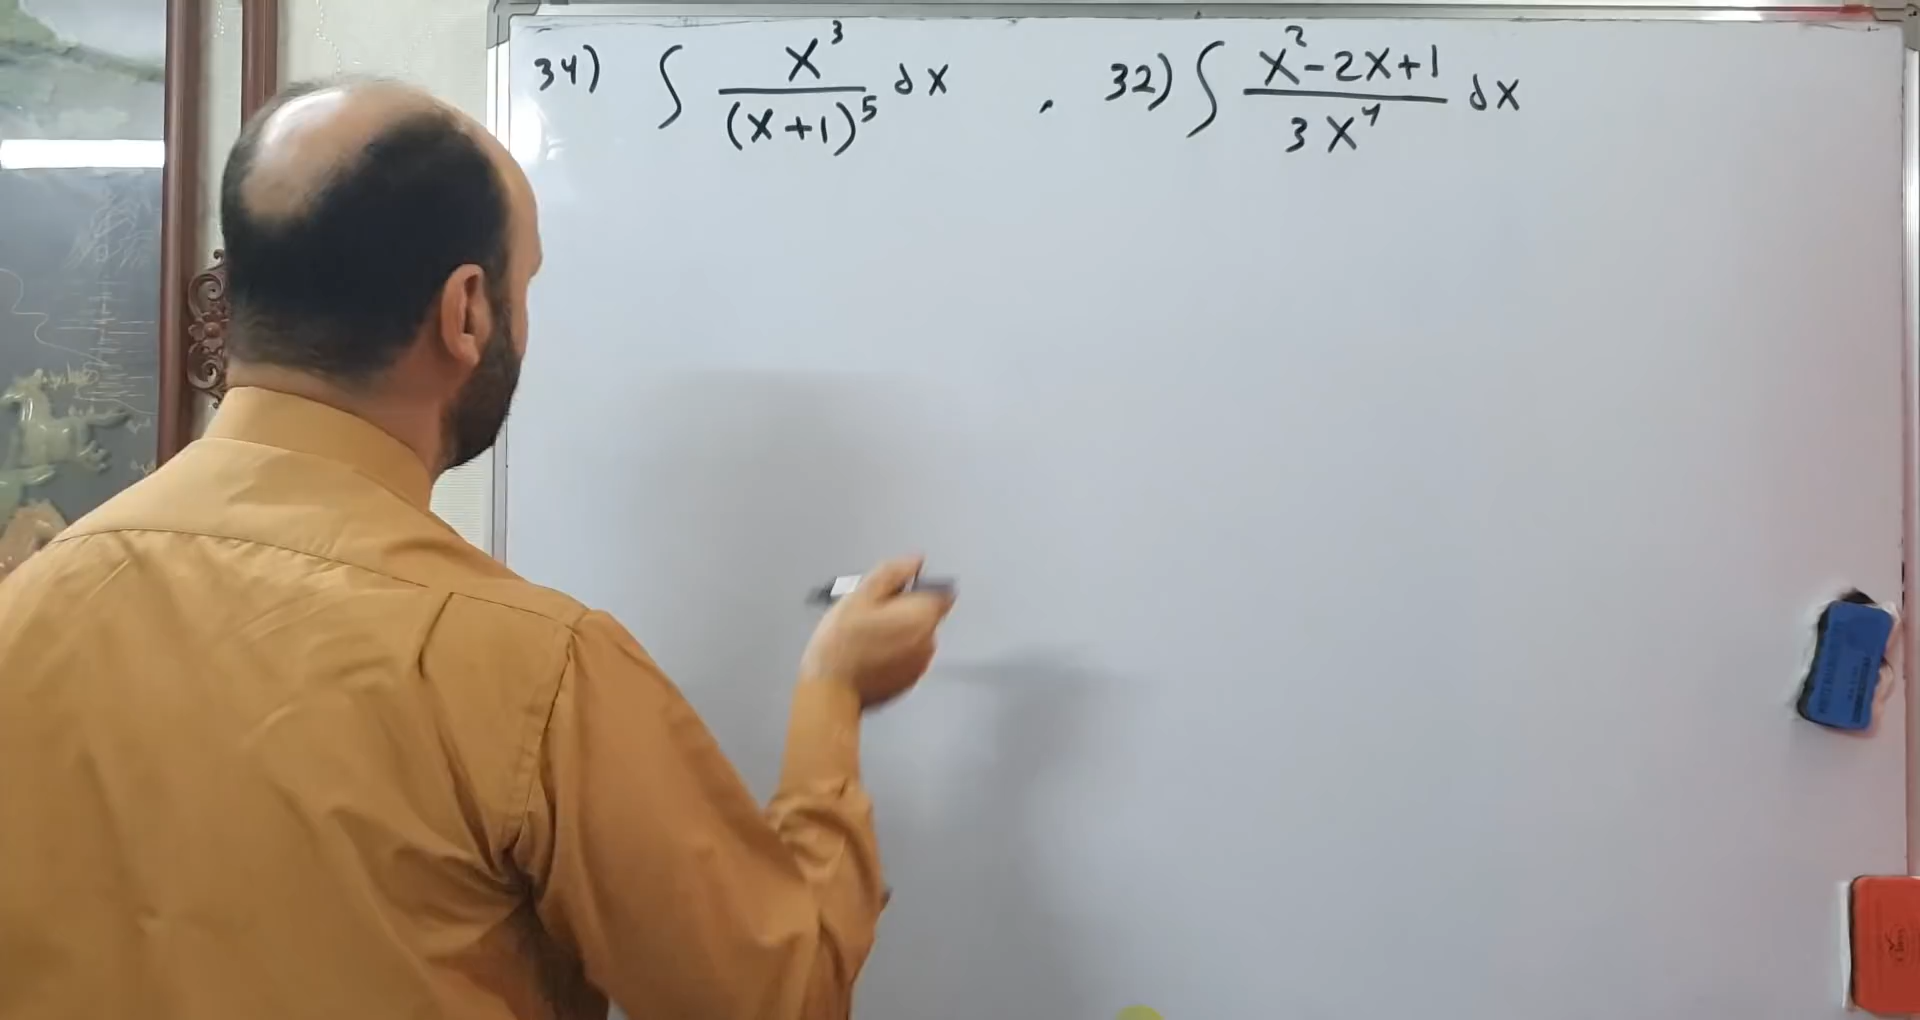 34) ∫ x³/(x+1)⁵ dx , 32) ∫ x²-2x+1/3x⁴ dx